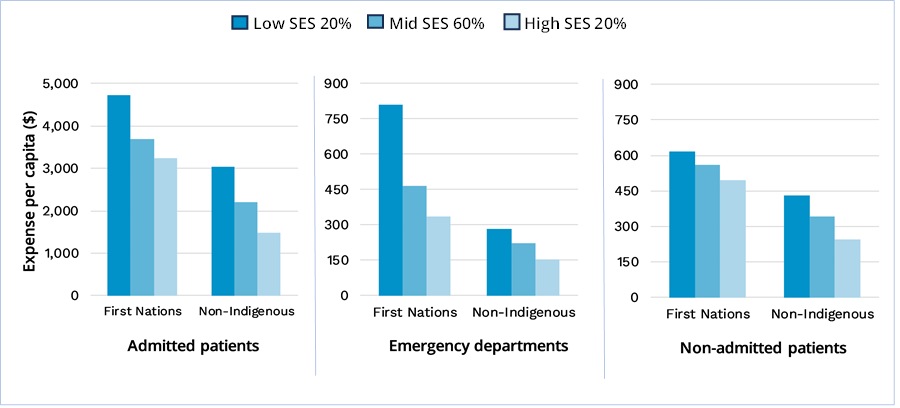 Low SES 20% Mid SES 60% High SES 20%
Expense per capita ($)
5,000
4,000
3,000
2,000
1,000
0
First Nations Non-Indigenous
Admitted patients
900
750
600
450
300
150
0
First Nations Non-Indigenous
Emergency departments
900
750
600
450
300
150
0
First Nations Non-Indigenous
Non-admitted patients